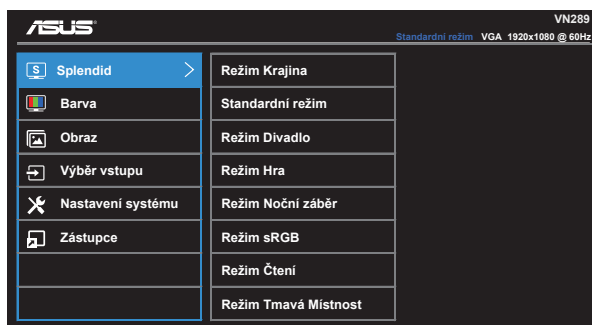 ASUS
VN289
Standardní režim VGA 1920x1080 @ 60Hz
S Splendid
Barva
Obraz
Výběr vstupu
Nastavení systému
Zástupce
Režim Krajina
Standardní režim
Režim Divadlo
Režim Hra
Režim Noční záběr
Režim sRGB
Režim Čtení
Režim Tmavá Místnost